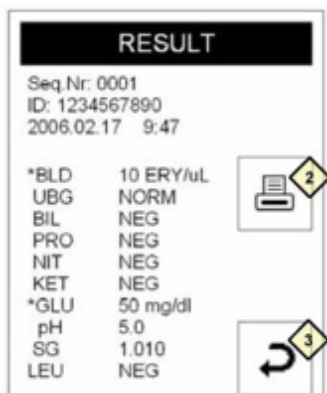 RESULT
Seq.Nr: 0001
ID: 1234567890
2006.02.17 9:47
*BLD 10 ERY/uL
UBG NORM
BIL NEG
PRO NEG
NIT NEG
KET NEG
*GLU 50 mg/dl
pH 5.0
SG 1.010
LEU NEG
2
3